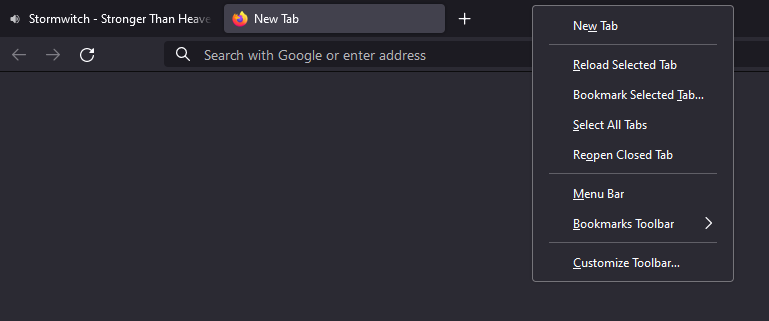 Stormwitch - Stronger Than Heave
New Tab
Search with Google or enter address
New Tab
Reload Selected Tab
Bookmark Selected Tab...
Select All Tabs
Reopen Closed Tab
Menu Bar
Bookmarks Toolbar
Customize Toolbar...